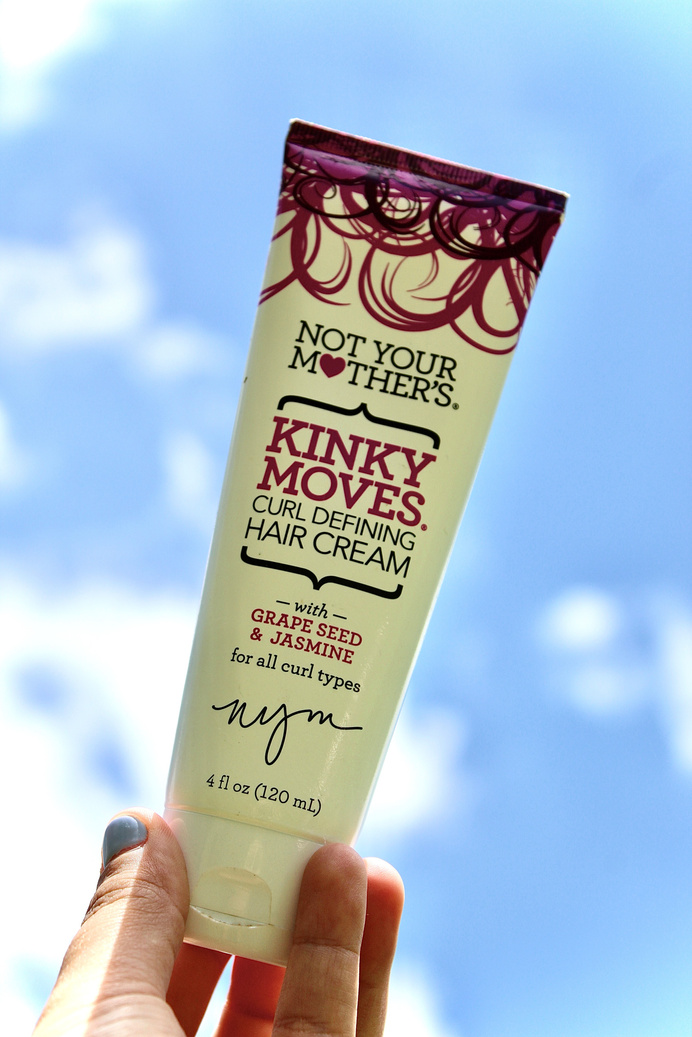 NOT YOUR
M♥THER'S®
KINKY
MOVES®
CURL DEFINING
HAIR CREAM
— with —
GRAPE SEED
& JASMINE
for all curl types
nym
4 fl oz (120 mL)